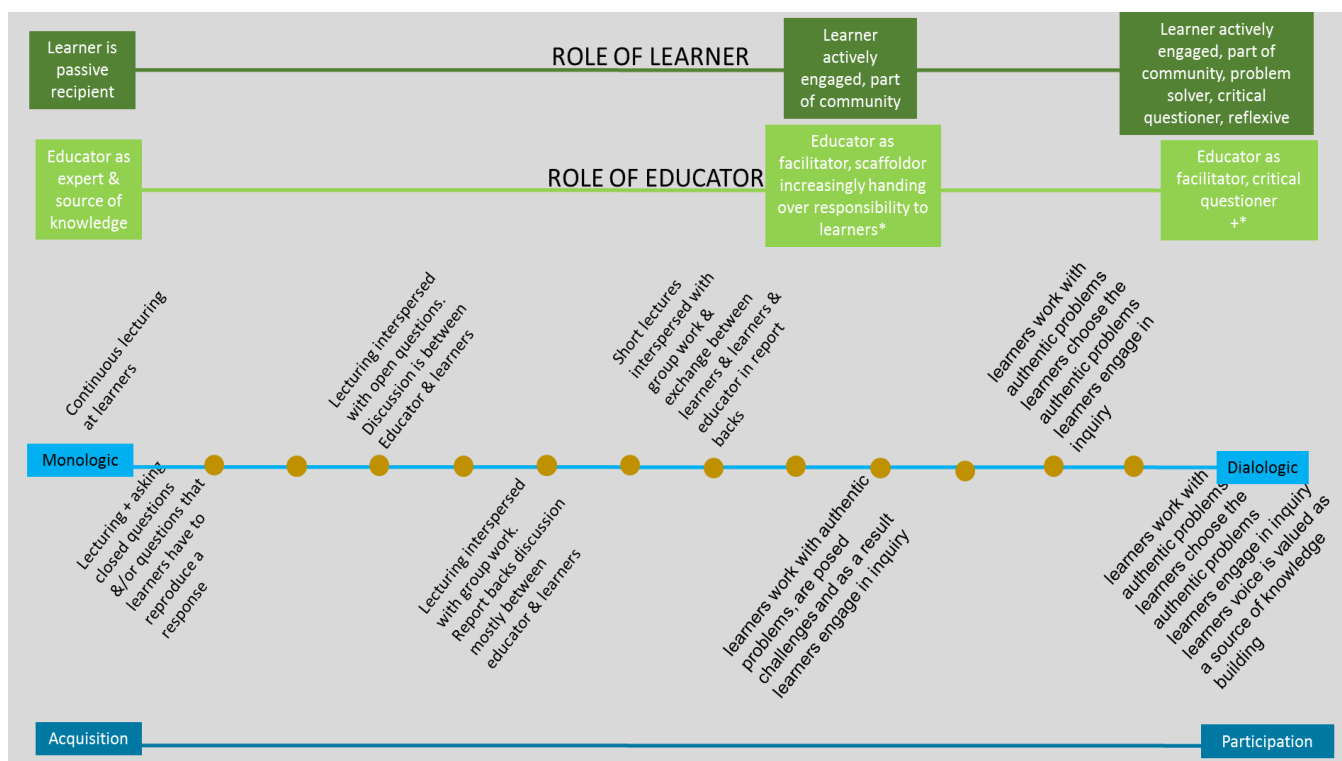 Learner is
passive
recipient
ROLE OF LEARNER
Learner
actively
engaged, part
of community
Learner actively
engaged, part of
community, problem
solver, critical
questioner, reflexive
Educator as
expert &
source of
knowledge
ROLE OF EDUCATOR
Educator as
facilitator, scaffoldor
increasingly handing
over responsibility to
learners*
Educator as
facilitator, critical
questioner
+*
Continuous lecturing
at learners
Lecturing interspersed
with open questions.
Discussion is between
Educator & learners
Short lectures
interspersed with
group work &
exchange between
learners & learners &
educator in report
backs
learners work with
authentic problems
learners choose the
authentic problems
learners engage in
inquiry
Monologic
Dialologic
Lecturing + asking
closed questions
&/or questions that
learners have to
reproduce a
response
Lecturing interspersed
with group work.
Report backs discussion
mostly between
educator & learners
learners work with authentic
problems, are posed
challenges and as a result
learners engage in inquiry
learners work with
authentic problems
learners choose the
authentic problems
learners engage in inquiry
learners voice is valued as
a source of knowledge
building
Acquisition
Participation